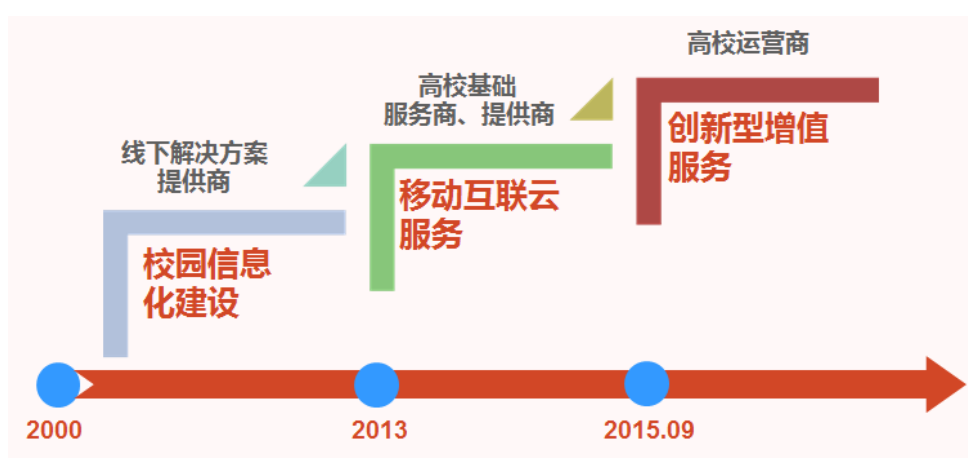 高校运营商
高校基础
服务商、提供商
创新型增值
服务
线下解决方案
提供商
移动互联云
服务
校园信息
化建设
2000
2013
2015.09